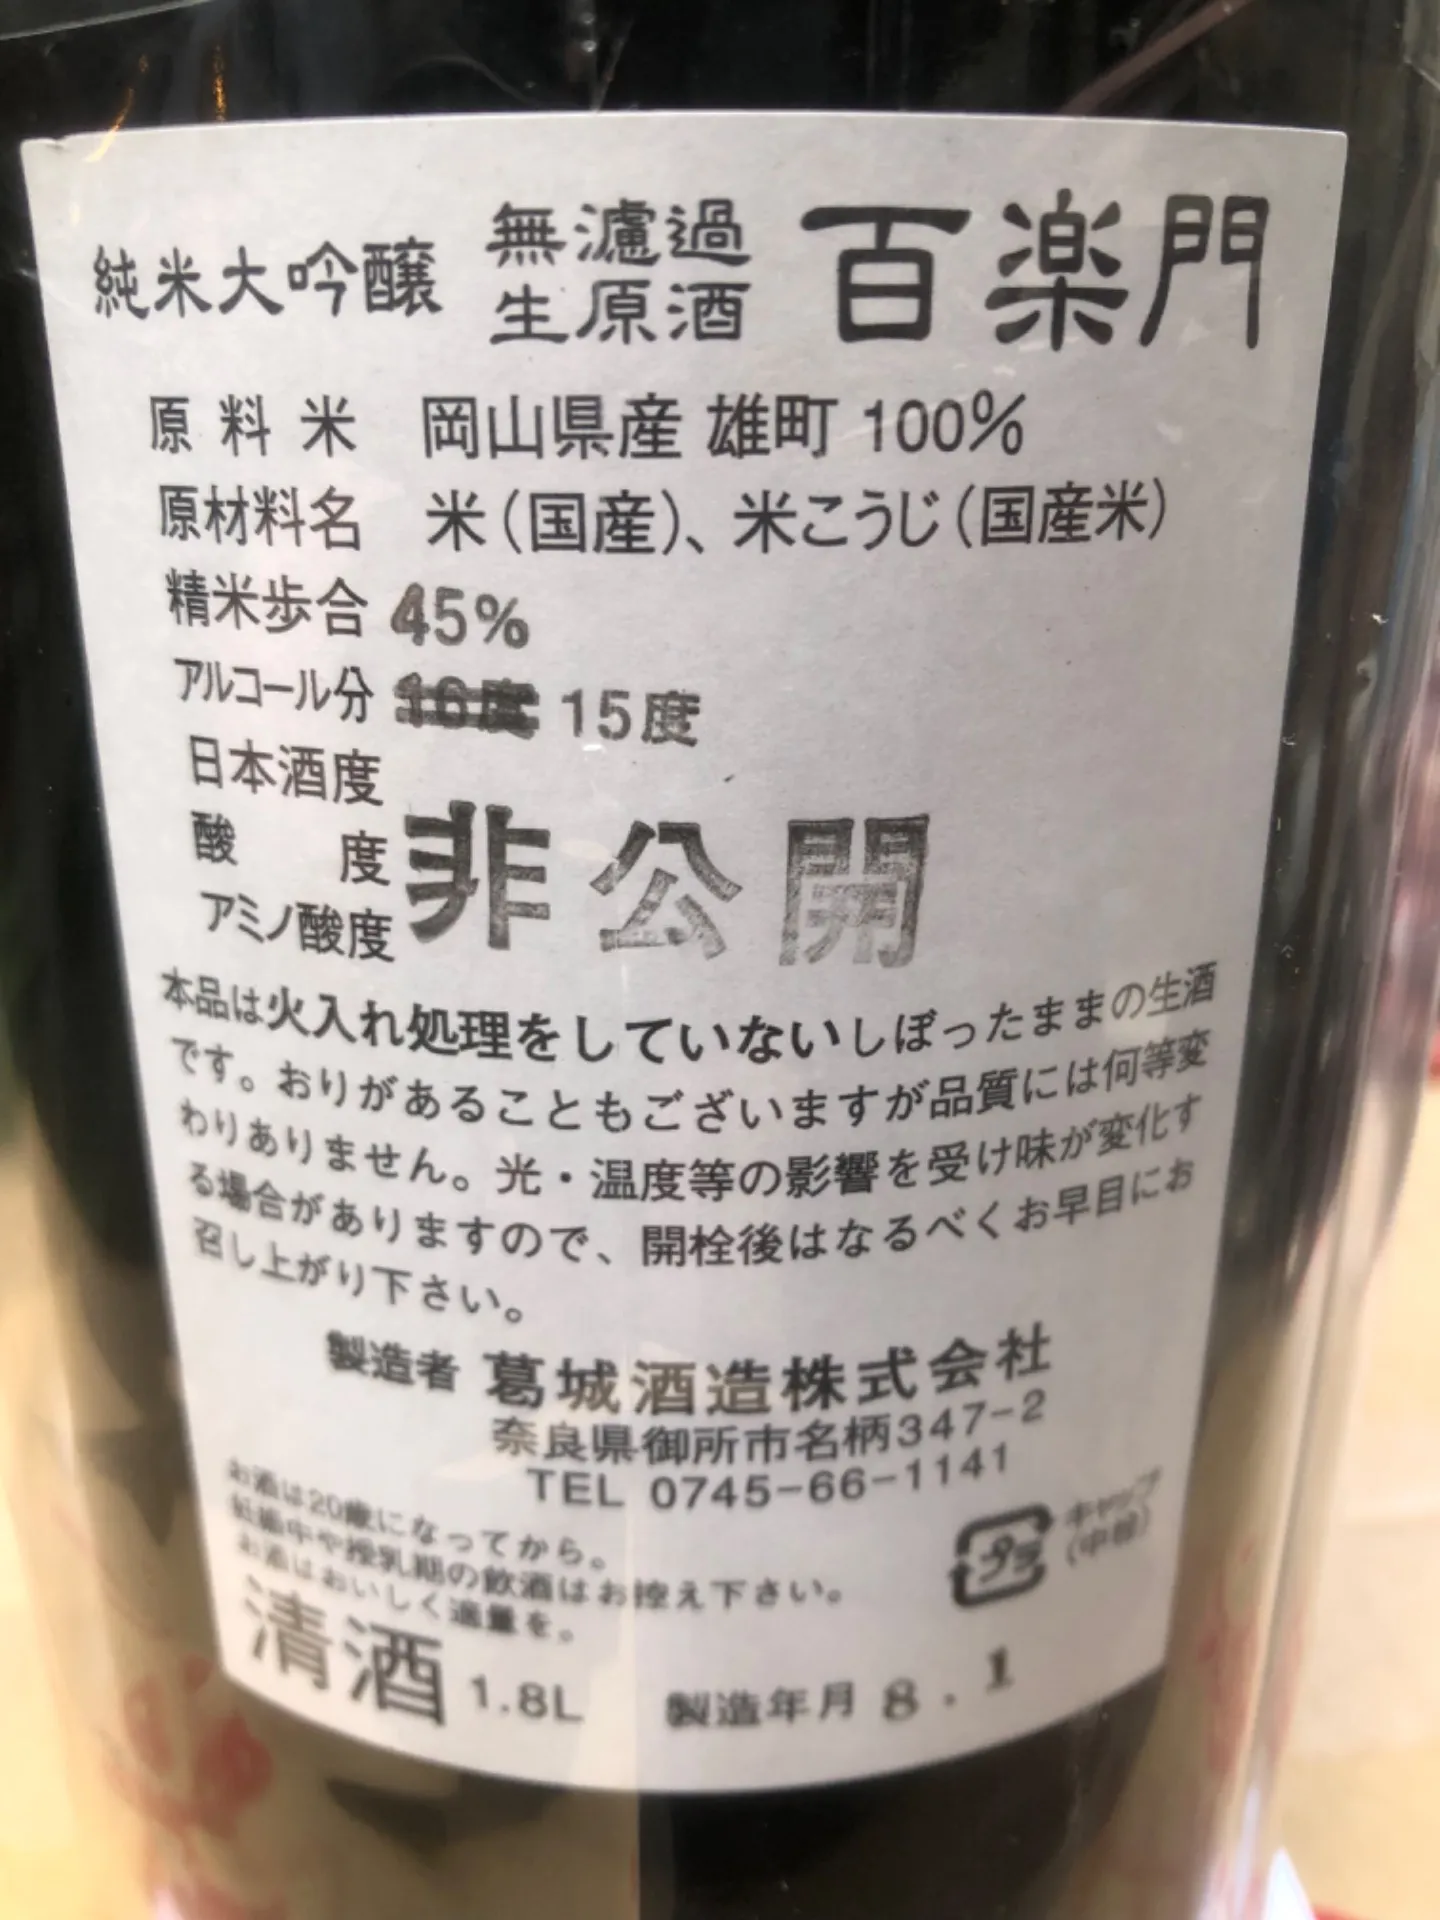 純米大吟醸 無濾過生原酒 百楽門
原料米 岡山県産 雄町 100%
原材料名 米(国産)、米こうじ(国産米)
精米歩合 45%
アルコール分 16度 15度
日本酒度
酸度
アミノ酸度
非公開
本品は火入れ処理をしていないしぼったままの生酒
です。おりがあることもございますが品質には何等変
わりありません。光・温度等の影響を受け味が変化す
る場合がありますので、開栓後はなるべくお早目にお
召し上がり下さい。
製造者 葛城酒造株式会社
奈良県御所市名柄347-2
TEL 0745-66-1141
お酒は20歳になってから。
妊娠中や授乳期の飲酒はお控え下さい。
お酒はおいしく適量を。
プラ
キャップ
(中栓)
清酒 1.8L 製造年月 8.1